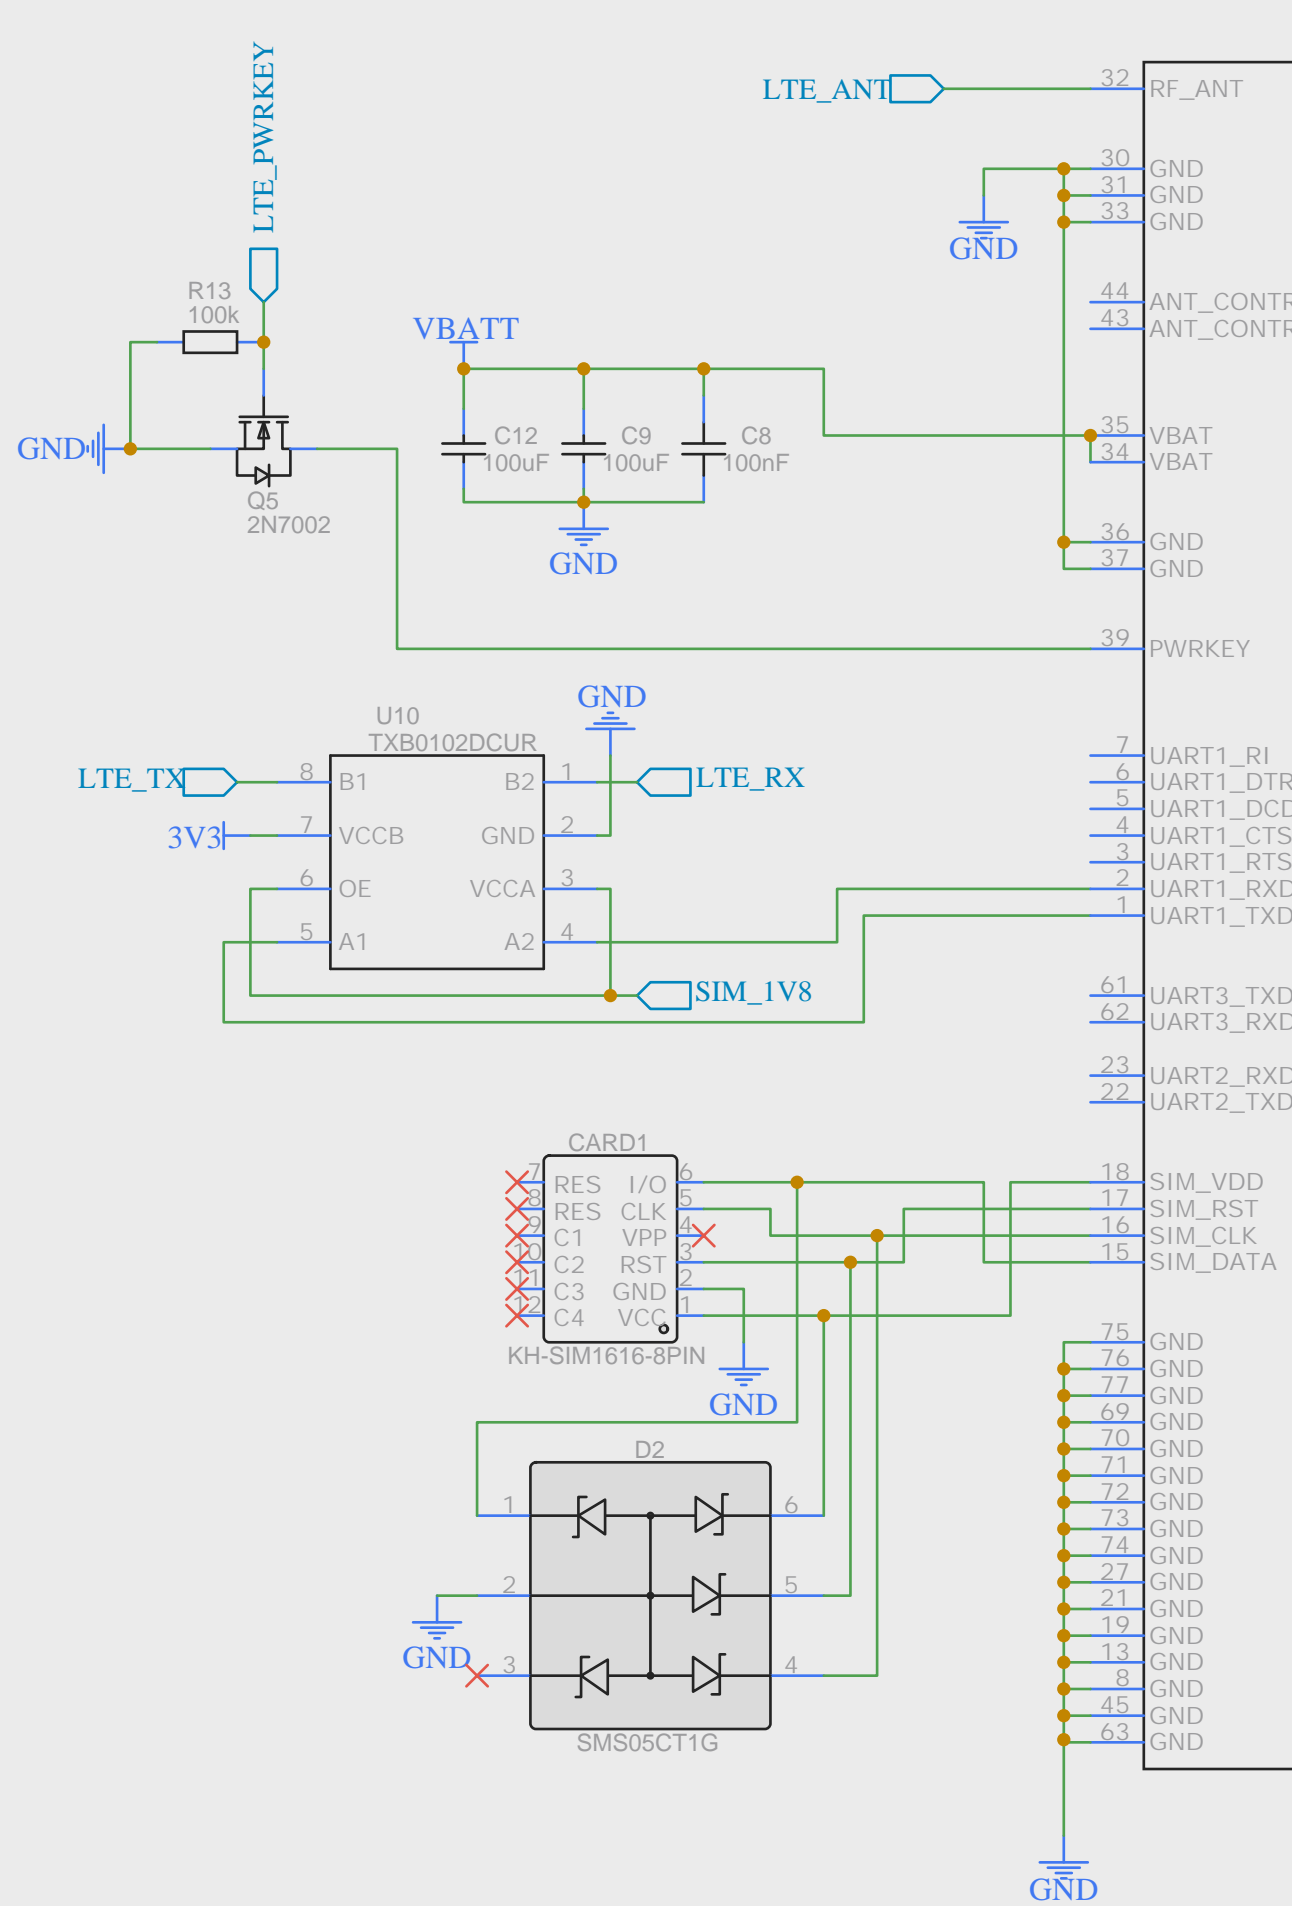 LTE_PWRKEY
R13
100k
GND
Q5
2N7002
VBATT
C12
100uF
C9
100uF
C8
100nF
GND
LTE_ANT
32
RF_ANT
30
GND
31
GND
33
GND
GND
44
ANT_CONTR
43
ANT_CONTR
35
VBAT
34
VBAT
36
GND
37
GND
39
PWRKEY
GND
U10
TXB0102DCUR
LTE_TX
8
B1
B2
1
LTE_RX
3V3
7
VCCB
GND
2
6
OE
VCCA
3
5
A1
A2
4
SIM_1V8
7
UART1_RI
6
UART1_DTR
5
UART1_DCD
4
UART1_CTS
3
UART1_RTS
2
UART1_RXD
1
UART1_TXD
61
UART3_TXD
62
UART3_RXD
23
UART2_RXD
22
UART2_TXD
CARD1
7
RES
I/O
6
8
RES
CLK
5
9
C1
VPP
4
10
C2
RST
3
11
C3
GND
2
12
C4
VCC
1
KH-SIM1616-8PIN
GND
18
SIM_VDD
17
SIM_RST
16
SIM_CLK
15
SIM_DATA
D2
1
6
2
5
GND
3
4
SMS05CT1G
75
GND
76
GND
77
GND
69
GND
70
GND
71
GND
72
GND
73
GND
74
GND
27
GND
21
GND
19
GND
13
GND
8
GND
45
GND
63
GND
GND